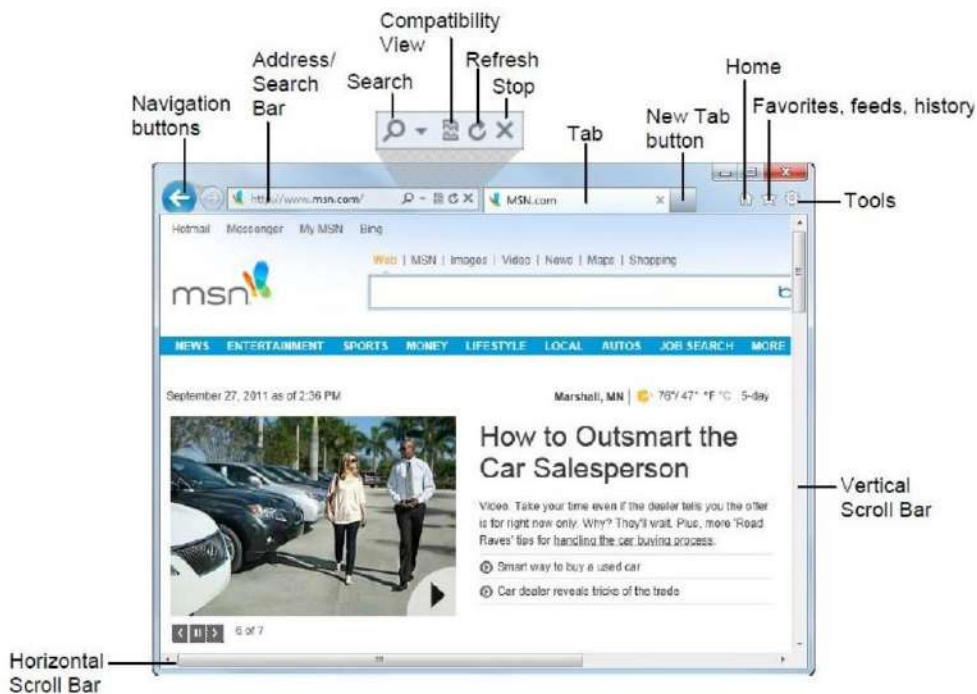 Compatibility
View
Address/
Search
Bar
Search
Refresh
Stop
Home
Navigation
buttons
Favorites, feeds, history
New Tab
button
Tab
Tools
http://www.msn.com/
MSN.com
Hotmail Messenger My MSN Bing
Web | MSN | Images | Video | News | Maps | Shopping
msn
b
NEWS ENTERTAINMENT SPORTS MONEY LIFESTYLE LOCAL AUTOS JOB SEARCH MORE
September 27, 2011 as of 2:36 PM
Marshall, MN | 76°/ 47° °F °C | 5-day
How to Outsmart the
Car Salesperson
Video. Take your time even if the dealer tells you the offer
is for right now only. Why? They'll wait. Plus, more 'Road
Raves' tips for handling the car buying process.
Smart way to buy a used car
Car dealer reveals tricks of the trade
6 of 7
Vertical
Scroll Bar
Horizontal
Scroll Bar